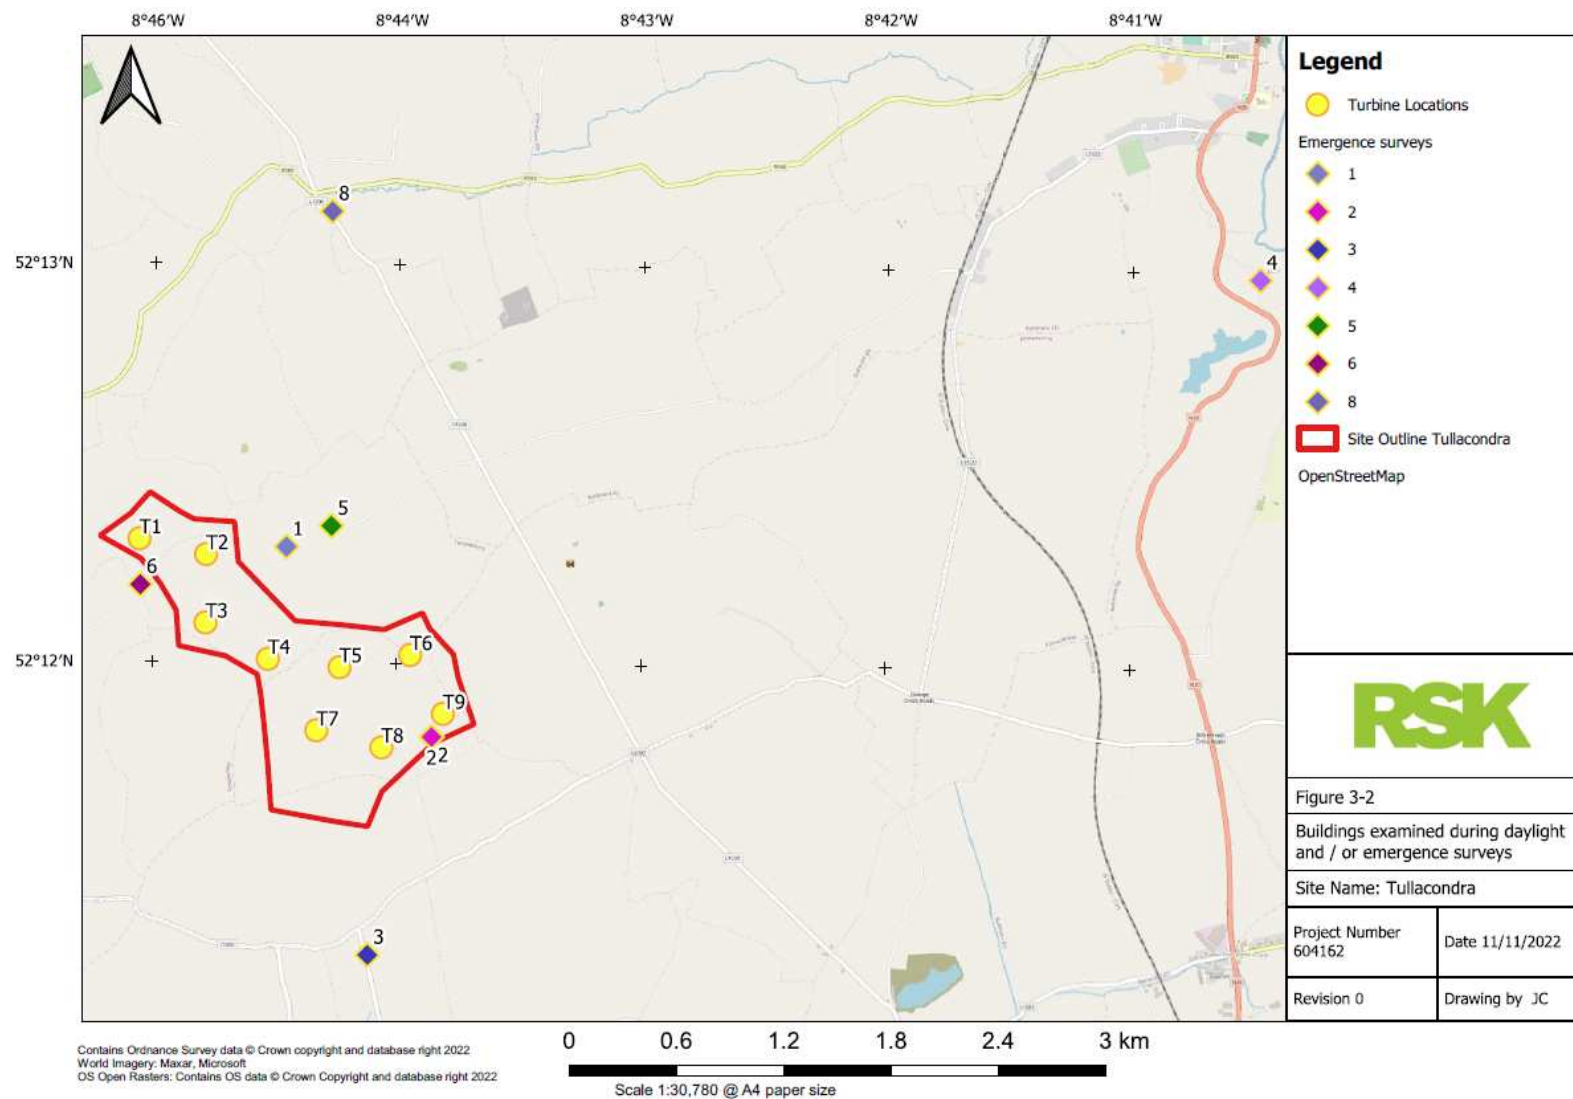 8°46′W 8°44′W 8°43′W 8°42′W 8°41′W
52°13′N
52°12′N
8
4
5
1
6
T1
T2
T3
T4
T5
T6
T7
T8
T9
22
3
Legend
Turbine Locations
Emergence surveys
1
2
3
4
5
6
8
Site Outline Tullacondra
OpenStreetMap
RSK
Figure 3-2
Buildings examined during daylight
and / or emergence surveys
Site Name: Tullacondra
Project Number
604162
Date 11/11/2022
Revision 0
Drawing by JC
Contains Ordnance Survey data © Crown copyright and database right 2022
World Imagery: Maxar, Microsoft
OS Open Rasters: Contains OS data © Crown Copyright and database right 2022
0 0.6 1.2 1.8 2.4 3 km
Scale 1:30,780 @ A4 paper size